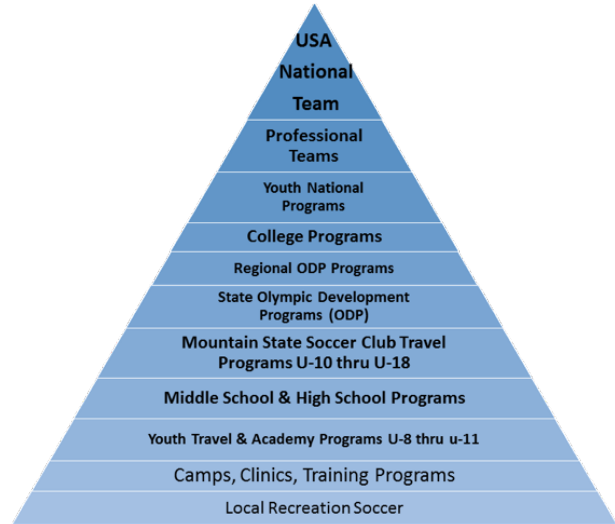 USA
National
Team
Professional
Teams
Youth National
Programs
College Programs
Regional ODP Programs
State Olympic Development
Programs (ODP)
Mountain State Soccer Club Travel
Programs U-10 thru U-18
Middle School & High School Programs
Youth Travel & Academy Programs U-8 thru u-11
Camps, Clinics, Training Programs
Local Recreation Soccer